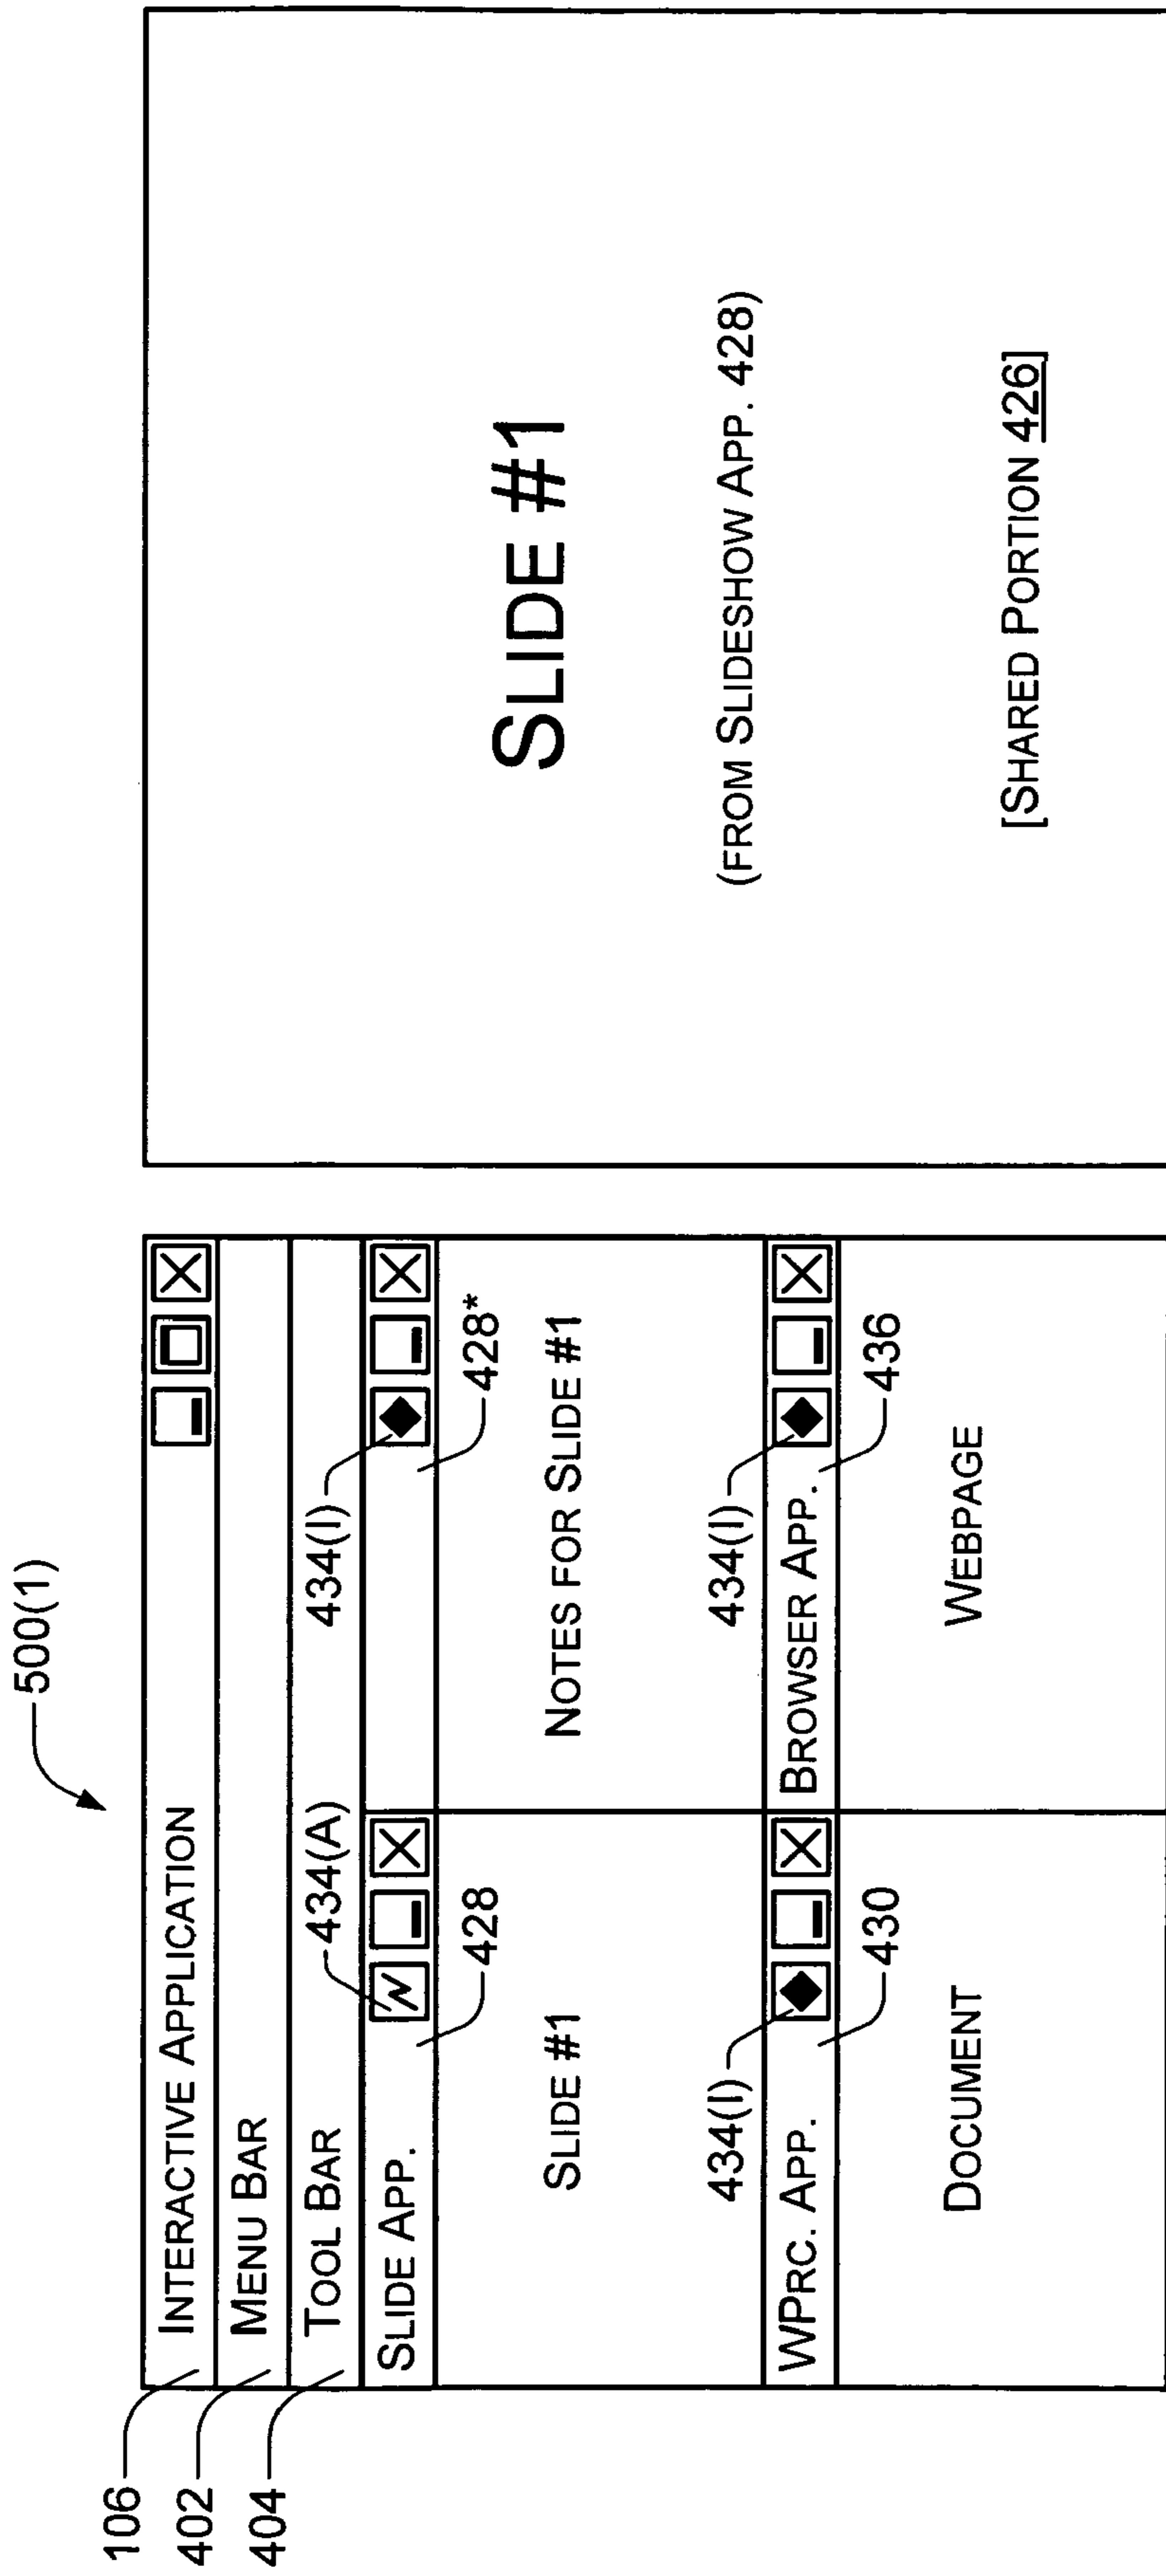 500(1)
106
INTERACTIVE APPLICATION
402
MENU BAR
404
TOOL BAR
434(A)
434(I)
SLIDE APP.
428
428*
SLIDE #1
NOTES FOR SLIDE #1
434(I)
434(I)
WPRC. APP.
BROWSER APP.
430
436
DOCUMENT
WEBPAGE
SLIDE #1
(FROM SLIDESHOW APP. 428)
[SHARED PORTION 426]